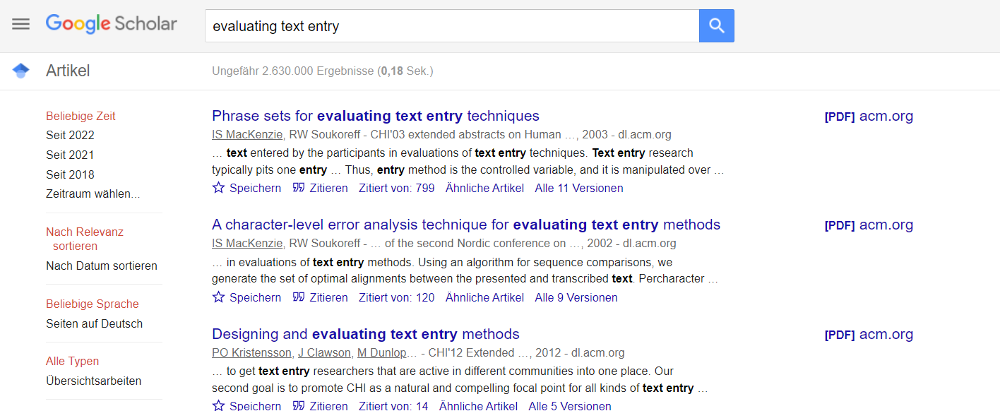 Google Scholar
evaluating text entry
Artikel
Ungefähr 2.630.000 Ergebnisse (0,18 Sek.)
Beliebige Zeit
Seit 2022
Seit 2021
Seit 2018
Zeitraum wählen...
Nach Relevanz
sortieren
Nach Datum sortieren
Beliebige Sprache
Seiten auf Deutsch
Alle Typen
Übersichtsarbeiten
Phrase sets for evaluating text entry techniques
IS MacKenzie, RW Soukoreff - CHI'03 extended abstracts on Human …, 2003 - dl.acm.org
… text entered by the participants in evaluations of text entry techniques. Text entry research
typically pits one entry … Thus, entry method is the controlled variable, and it is manipulated over …
Speichern Zitieren Zitiert von: 799 Ähnliche Artikel Alle 11 Versionen
[PDF] acm.org
A character-level error analysis technique for evaluating text entry methods
IS MacKenzie, RW Soukoreff - … of the second Nordic conference on …, 2002 - dl.acm.org
… in evaluations of text entry methods. Using an algorithm for sequence comparisons, we
generate the set of optimal alignments between the presented and transcribed text. Percharacter …
Speichern Zitieren Zitiert von: 120 Ähnliche Artikel Alle 9 Versionen
[PDF] acm.org
Designing and evaluating text entry methods
PO Kristensson, J Clawson, M Dunlop… - CHI'12 Extended …, 2012 - dl.acm.org
… to get text entry researchers that are active in different communities into one place. Our
second goal is to promote CHI as a natural and compelling focal point for all kinds of text entry …
Speichern Zitieren Zitiert von: 14 Ähnliche Artikel Alle 5 Versionen
[PDF] acm.org